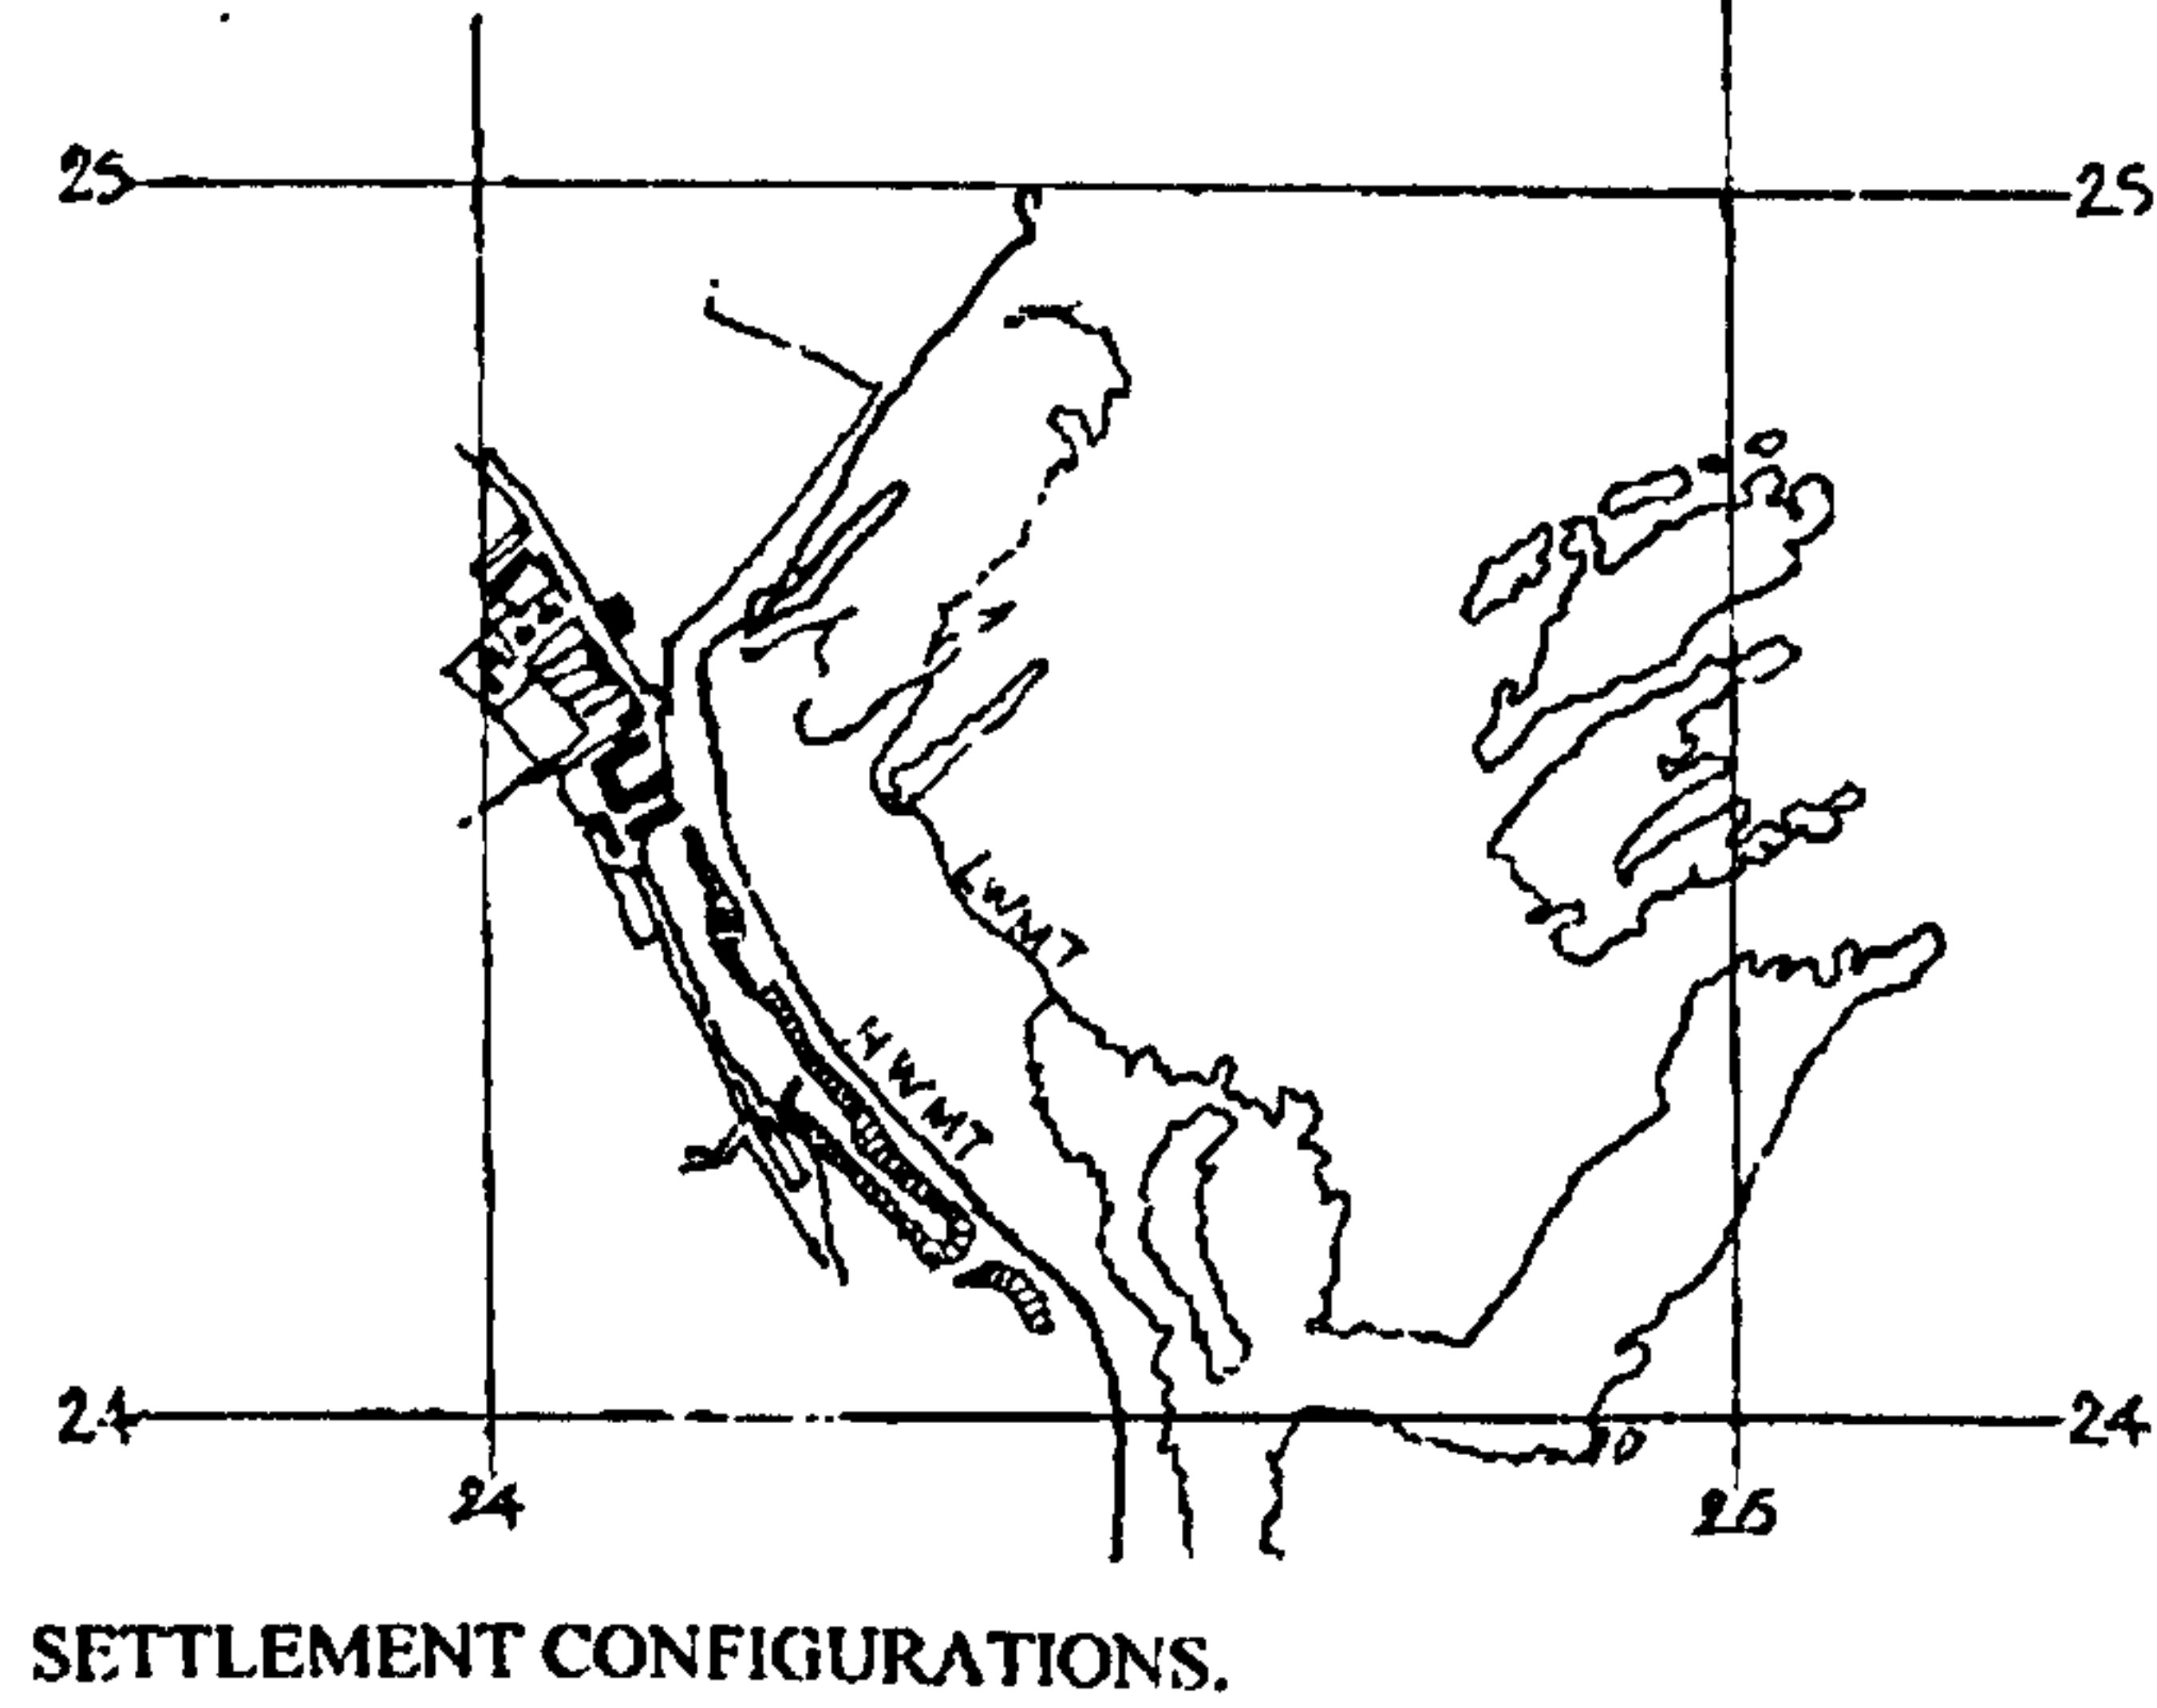 25 25
LWMT
HWMT
24 24
24 25
SETTLEMENT CONFIGURATIONS.